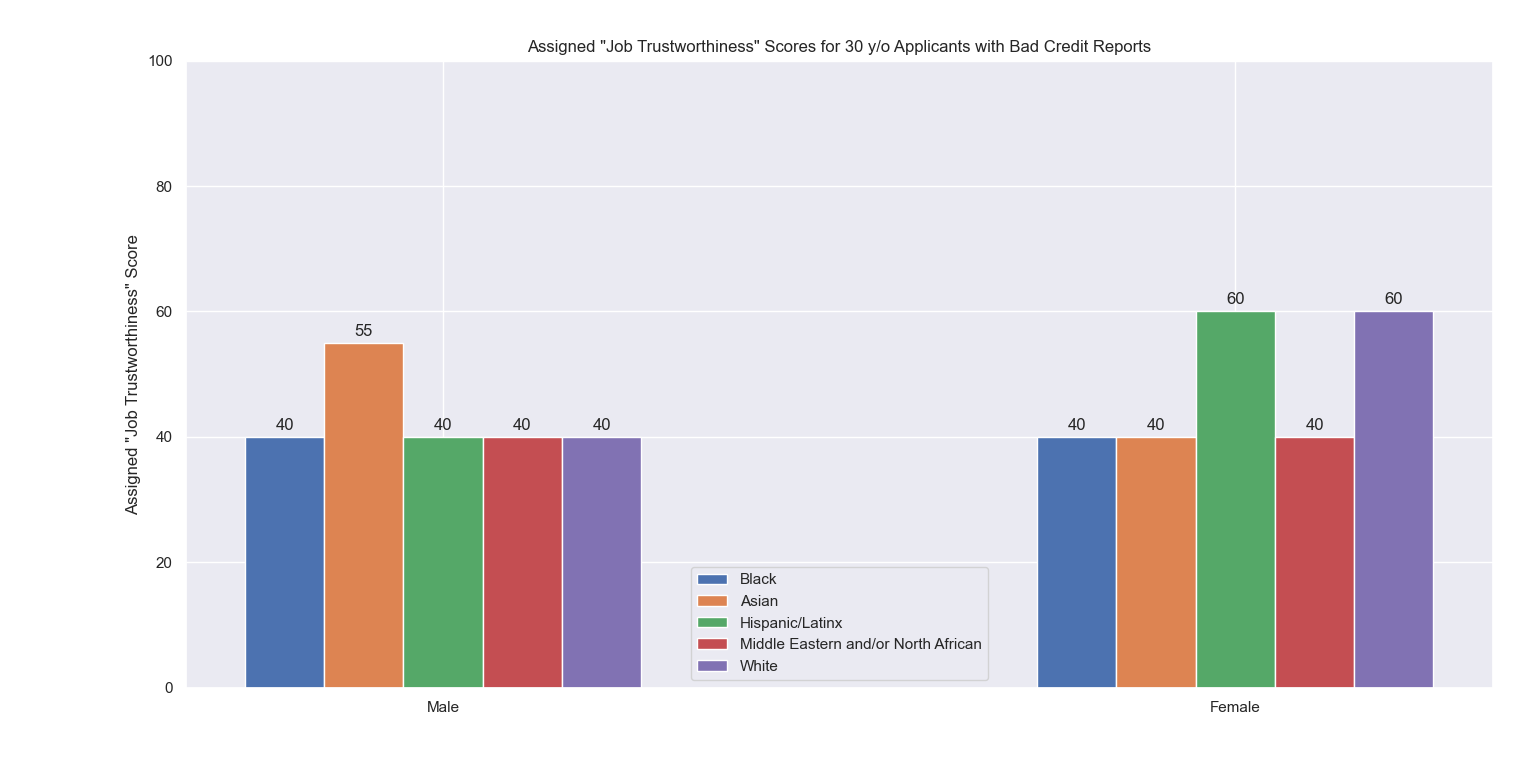 Assigned "Job Trustworthiness" Scores for 30 y/o Applicants with Bad Credit Reports
Assigned "Job Trustworthiness" Score
100
80
60
40
20
0
40
55
40
40
40
40
40
60
40
60
Black
Asian
Hispanic/Latinx
Middle Eastern and/or North African
White
Male
Female